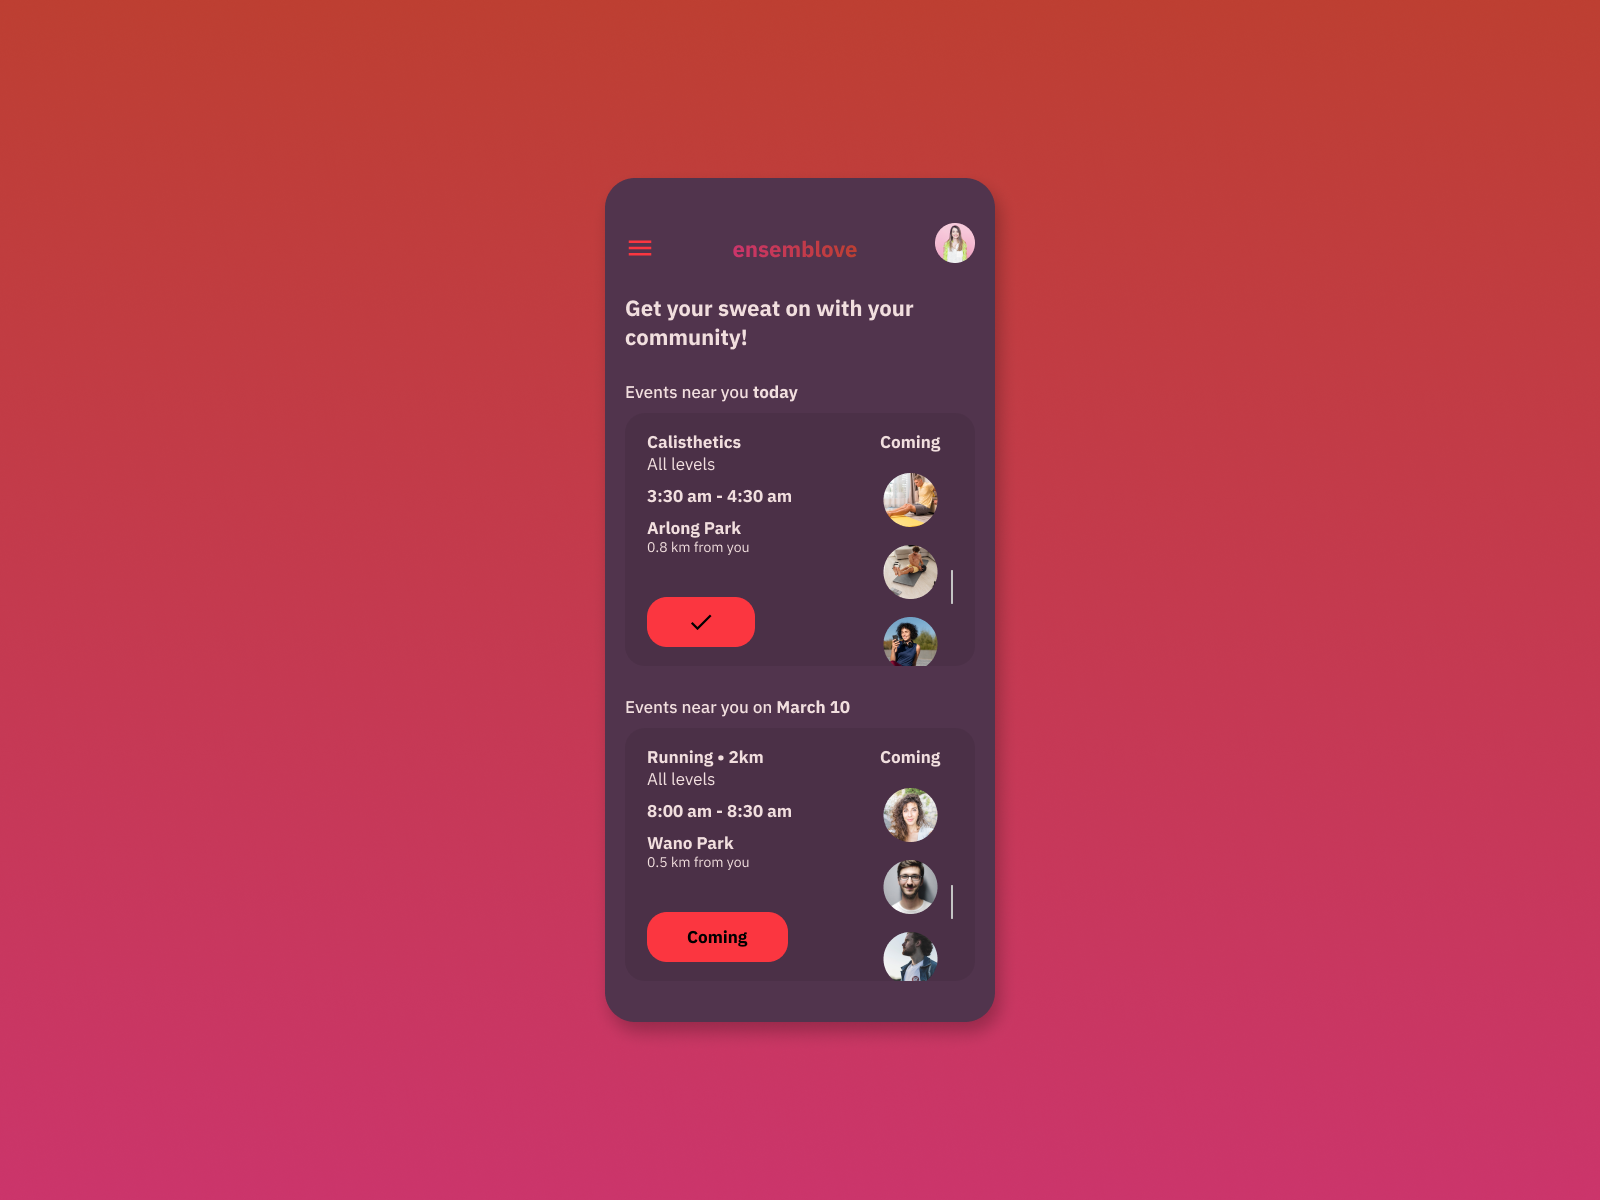 ensemblove
Get your sweat on with your
community!
Events near you today
Calisthetics
All levels
3:30 am - 4:30 am
Arlong Park
0.8 km from you
Coming
Events near you on March 10
Running • 2km
All levels
8:00 am - 8:30 am
Wano Park
0.5 km from you
Coming
Coming